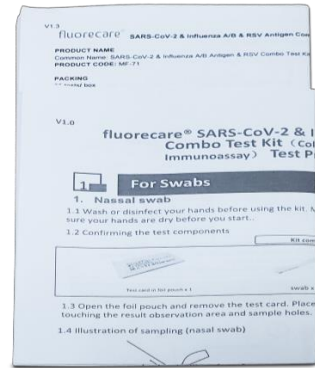 V1.3
fluorecare® SARS-CoV-2 & Influenza A/B & RSV Antigen Com
PRODUCT NAME
Common Name: SARS-CoV-2 & Influenza A/B Antigen & RSV Combo Test Ki
PRODUCT CODE: MF-71
PACKING
V1.0
fluorecare® SARS-CoV-2 & I
Combo Test Kit (Col
Immunoassay) Test P
1 For Swabs
1. Nassal swab
1.1 Wash or disinfect your hands before using the kit. M
sure your hands are dry before you start..
1.2 Confirming the test components
Kit com
Test card in foil pouch x 1
swab x
1.3 Open the foil pouch and remove the test card. Place
touching the result observation area and sample holes.
1.4 Illustration of sampling (nasal swab)